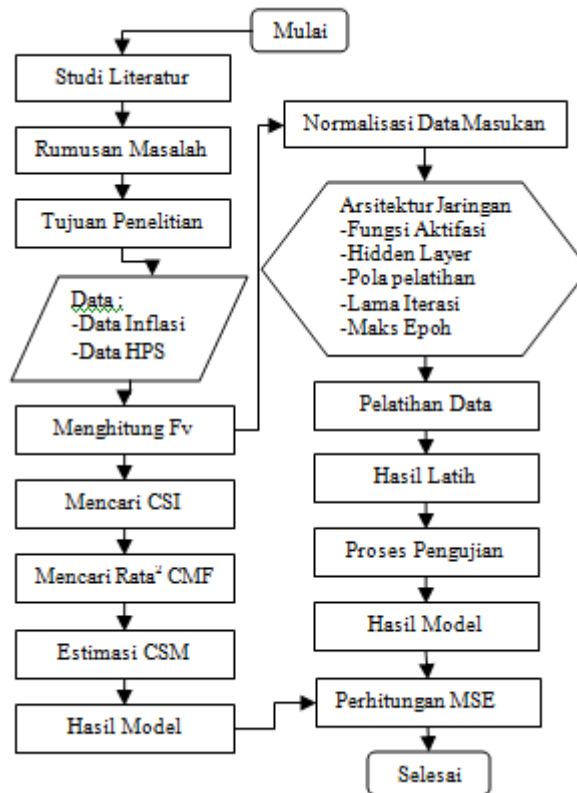 Mulai
Studi Literatur
Rumusan Masalah
Tujuan Penelitian
Data :
-Data Inflasi
-Data HPS
Menghitung Fv
Mencari CSI
Mencari Rata² CMF
Estimasi CSM
Hasil Model
Normalisasi Data Masukan
Arsitektur Jaringan
-Fungsi Aktifasi
-Hidden Layer
-Pola pelatihan
-Lama Iterasi
-Maks Epoh
Pelatihan Data
Hasil Latih
Proses Pengujian
Hasil Model
Perhitungan MSE
Selesai